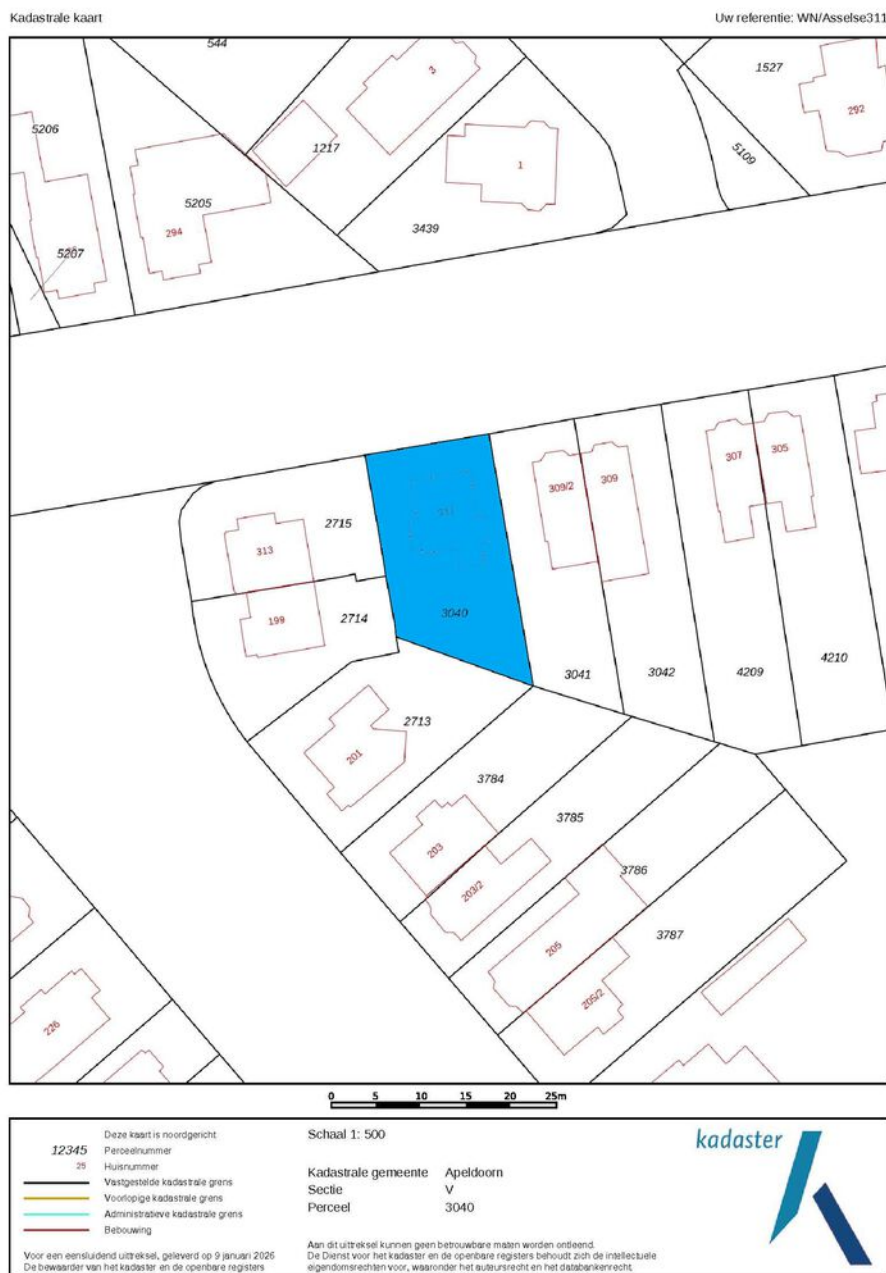 Kadastrale kaart
Uw referentie: WN/Asselse311
544
3
1527
292
5206
1217
5109
1
5205
294
3439
5207
307
305
309/2
309
313
2715
199
2714
3040
3041
3042
4209
4210
2713
201
3784
3785
203
203/2
3786
3787
205
205/2
226
0 5 10 15 20 25m
Deze kaart is noordgericht
12345 Perceelnummer
25 Huisnummer
Vastgestelde kadastrale grens
Voorlopige kadastrale grens
Administratieve kadastrale grens
Bebouwing
Voor een eensluidend uittreksel, geleverd op 9 januari 2026
De bewaarder van het kadaster en de openbare registers
Schaal 1: 500
Kadastrale gemeente Apeldoorn
Sectie V
Perceel 3040
Aan dit uittreksel kunnen geen betrouwbare maten worden ontleend.
De Dienst voor het kadaster en de openbare registers behoudt zich de intellectuele
eigendomsrechten voor, waaronder het auteursrecht en het databankenrecht.
kadaster